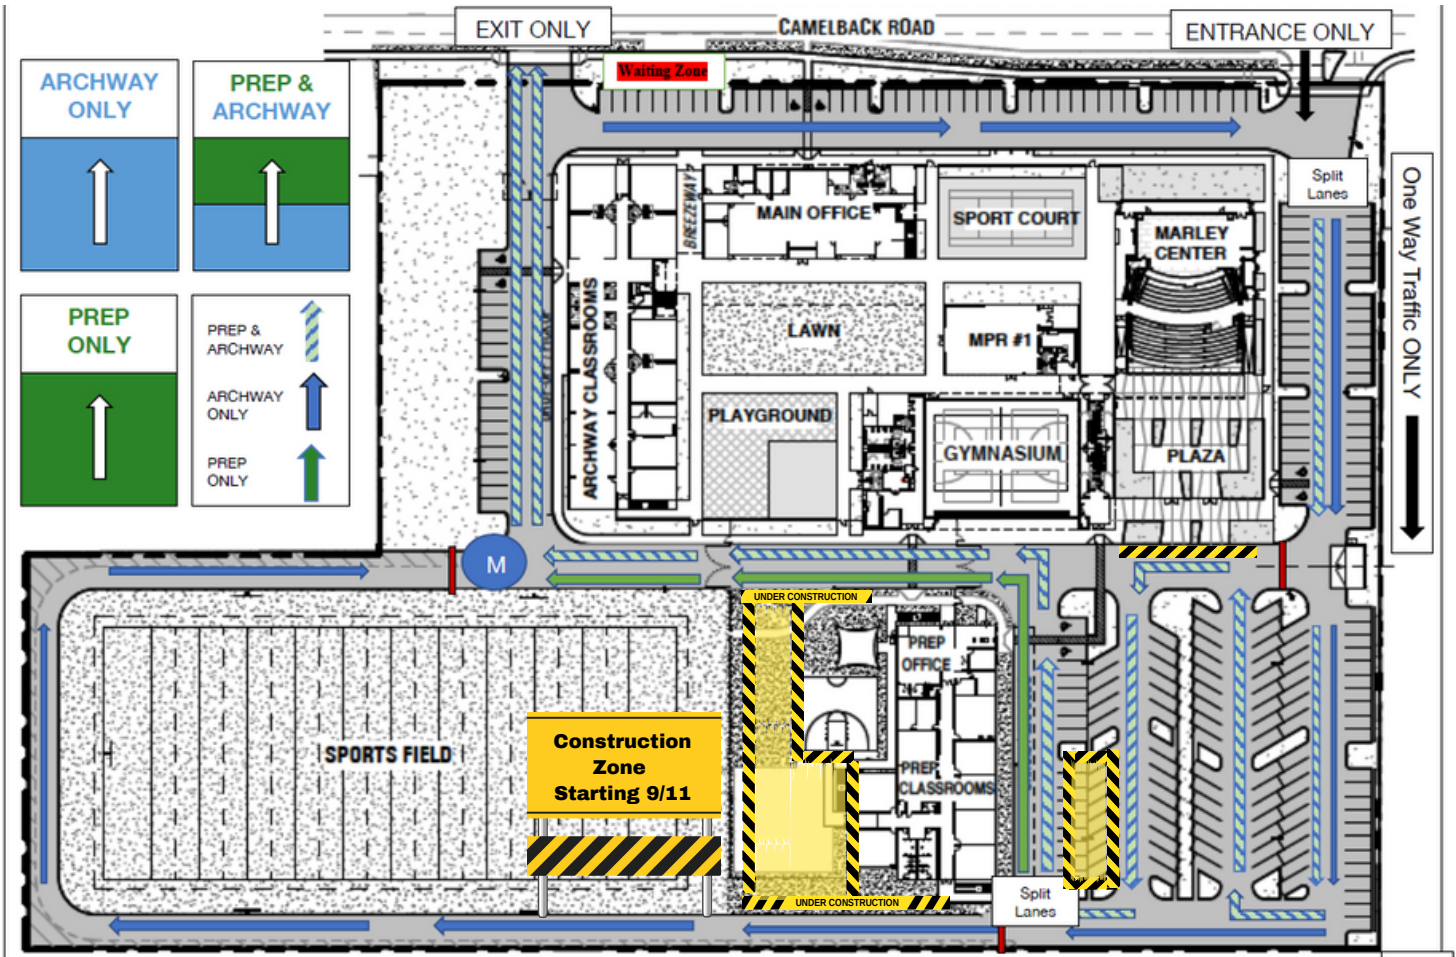 EXIT ONLY
CAMELBACK ROAD
ENTRANCE ONLY
Waiting Zone
ARCHWAY
ONLY
PREP &
ARCHWAY
PREP
ONLY
PREP &
ARCHWAY
ARCHWAY
ONLY
PREP
ONLY
Split
Lanes
One Way Traffic ONLY
BREEZEWAY
MAIN OFFICE
SPORT COURT
MARLEY
CENTER
ARCHWAY CLASSROOMS
LAWN
MPR #1
PLAYGROUND
GYMNASIUM
PLAZA
M
UNDER CONSTRUCTION
PREP
OFFICE
SPORTS FIELD
Construction
Zone
Starting 9/11
PREP
CLASSROOMS
UNDER CONSTRUCTION
Split
Lanes